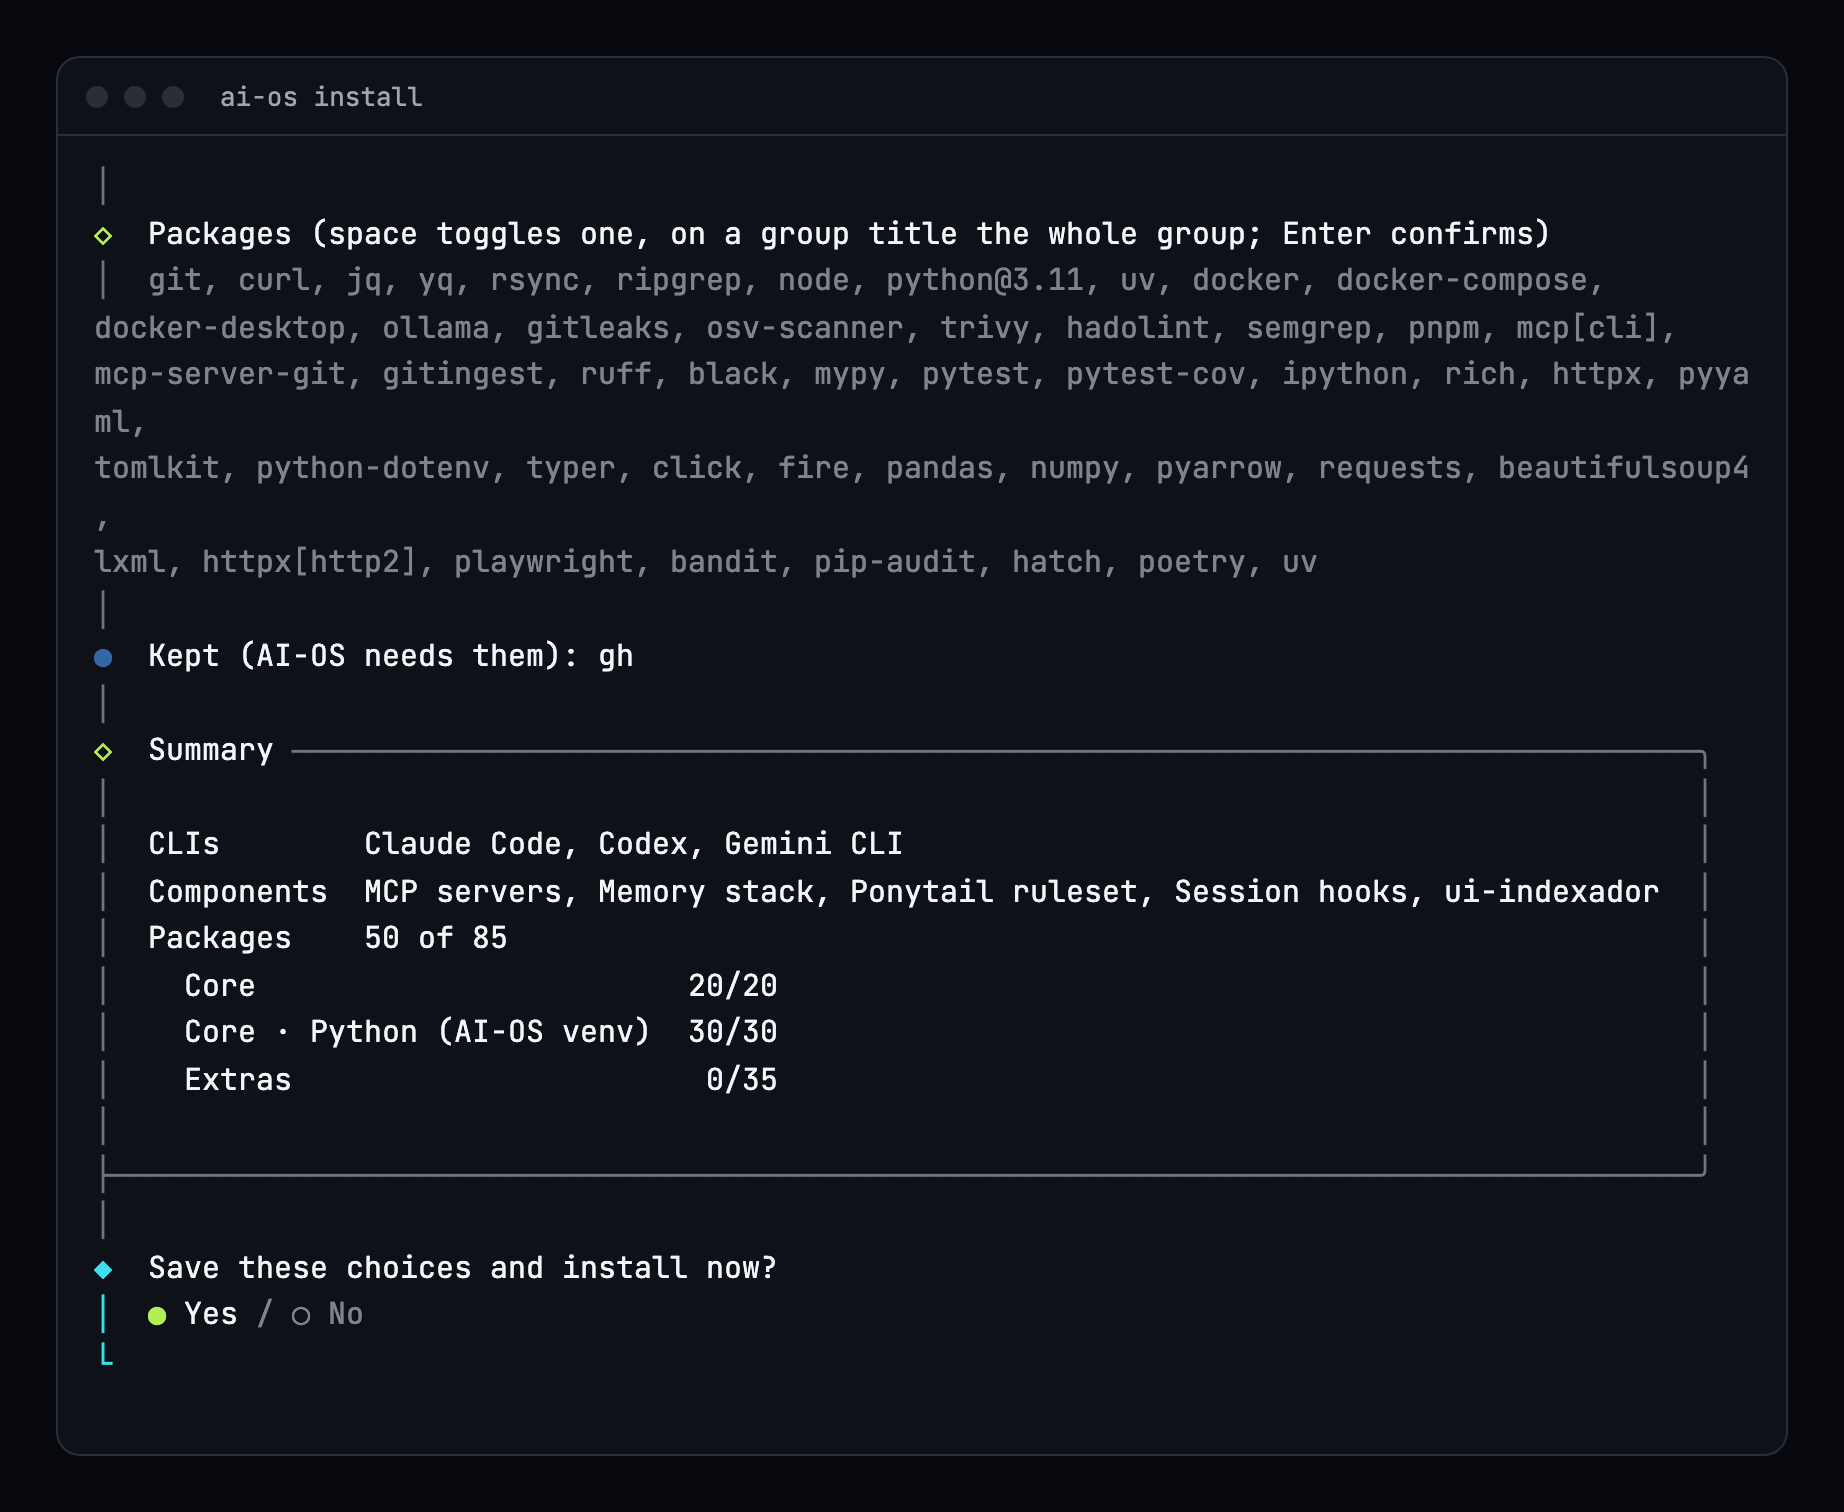 ai-os install
Packages (space toggles one, on a group title the whole group; Enter confirms)
git, curl, jq, yq, rsync, ripgrep, node, python@3.11, uv, docker, docker-compose,
docker-desktop, ollama, gitleaks, osv-scanner, trivy, hadolint, semgrep, pnpm, mcp[cli],
mcp-server-git, gitingest, ruff, black, mypy, pytest, pytest-cov, ipython, rich, httpx, pyya
ml,
tomlkit, python-dotenv, typer, click, fire, pandas, numpy, pyarrow, requests, beautifulsoup4
,
lxml, httpx[http2], playwright, bandit, pip-audit, hatch, poetry, uv
Kept (AI-OS needs them): gh
Summary
CLIs Claude Code, Codex, Gemini CLI
Components MCP servers, Memory stack, Ponytail ruleset, Session hooks, ui-indexador
Packages 50 of 85
Core 20/20
Core · Python (AI-OS venv) 30/30
Extras 0/35
Save these choices and install now?
● Yes / ○ No